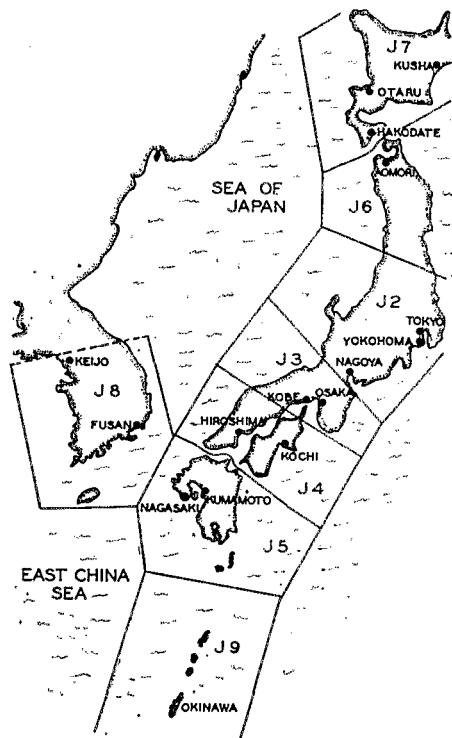 J7
KUSHA
OTARU
HAKODATE
AOMORI
SEA OF
JAPAN
J6
J2
TOKYO
YOKOHOMA
NAGOYA
J3
KEIJO
J8
KOBE
OSAKA
HIROSHIMA
FUSAN
KOCHI
J4
KUMAMOTO
NAGASAKI
J5
EAST CHINA
SEA
J9
OKINAWA